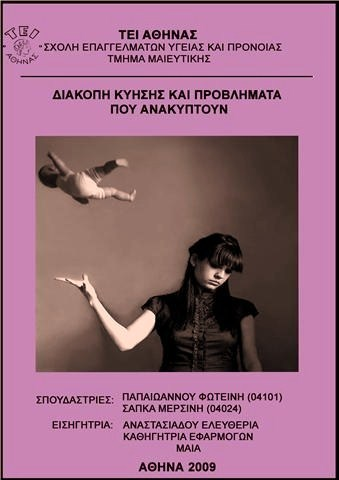 "ΤΕΙ"
ΑΘΗΝΑΣ
ΤΕΙ ΑΘΗΝΑΣ
ΣΧΟΛΗ ΕΠΑΓΓΕΛΜΑΤΩΝ ΥΓΕΙΑΣ ΚΑΙ ΠΡΟΝΟΙΑΣ
ΤΜΗΜΑ ΜΑΙΕΥΤΙΚΗΣ
ΔΙΑΚΟΠΗ ΚΥΗΣΗΣ ΚΑΙ ΠΡΟΒΛΗΜΑΤΑ
ΠΟΥ ΑΝΑΚΥΠΤΟΥΝ
ΣΠΟΥΔΑΣΤΡΙΕΣ: ΠΑΠΑΙΩΑΝΝΟΥ ΦΩΤΕΙΝΗ (04101)
ΣΑΠΚΑ ΜΕΡΣΙΝΗ (04024)
ΕΙΣΗΓΗΤΡΙΑ: ΑΝΑΣΤΑΣΙΑΔΟΥ ΕΛΕΥΘΕΡΙΑ
ΚΑΘΗΓΗΤΡΙΑ ΕΦΑΡΜΟΓΩΝ
ΜΑΙΑ
ΑΘΗΝΑ 2009